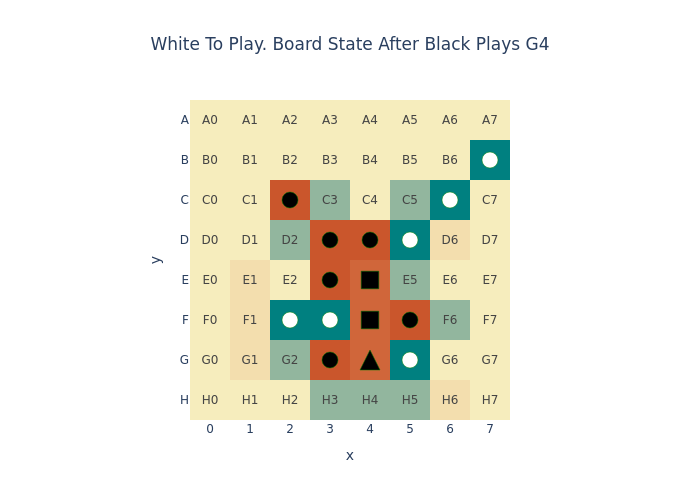 White To Play. Board State After Black Plays G4
A A0 A1 A2 A3 A4 A5 A6 A7
B B0 B1 B2 B3 B4 B5 B6
C C0 C1 C3 C4 C5 C7
D D0 D1 D2 D6 D7
E E0 E1 E2 E5 E6 E7
F F0 F1 F6 F7
G G0 G1 G2 G6 G7
H H0 H1 H2 H3 H4 H5 H6 H7
0 1 2 3 4 5 6 7
x
y